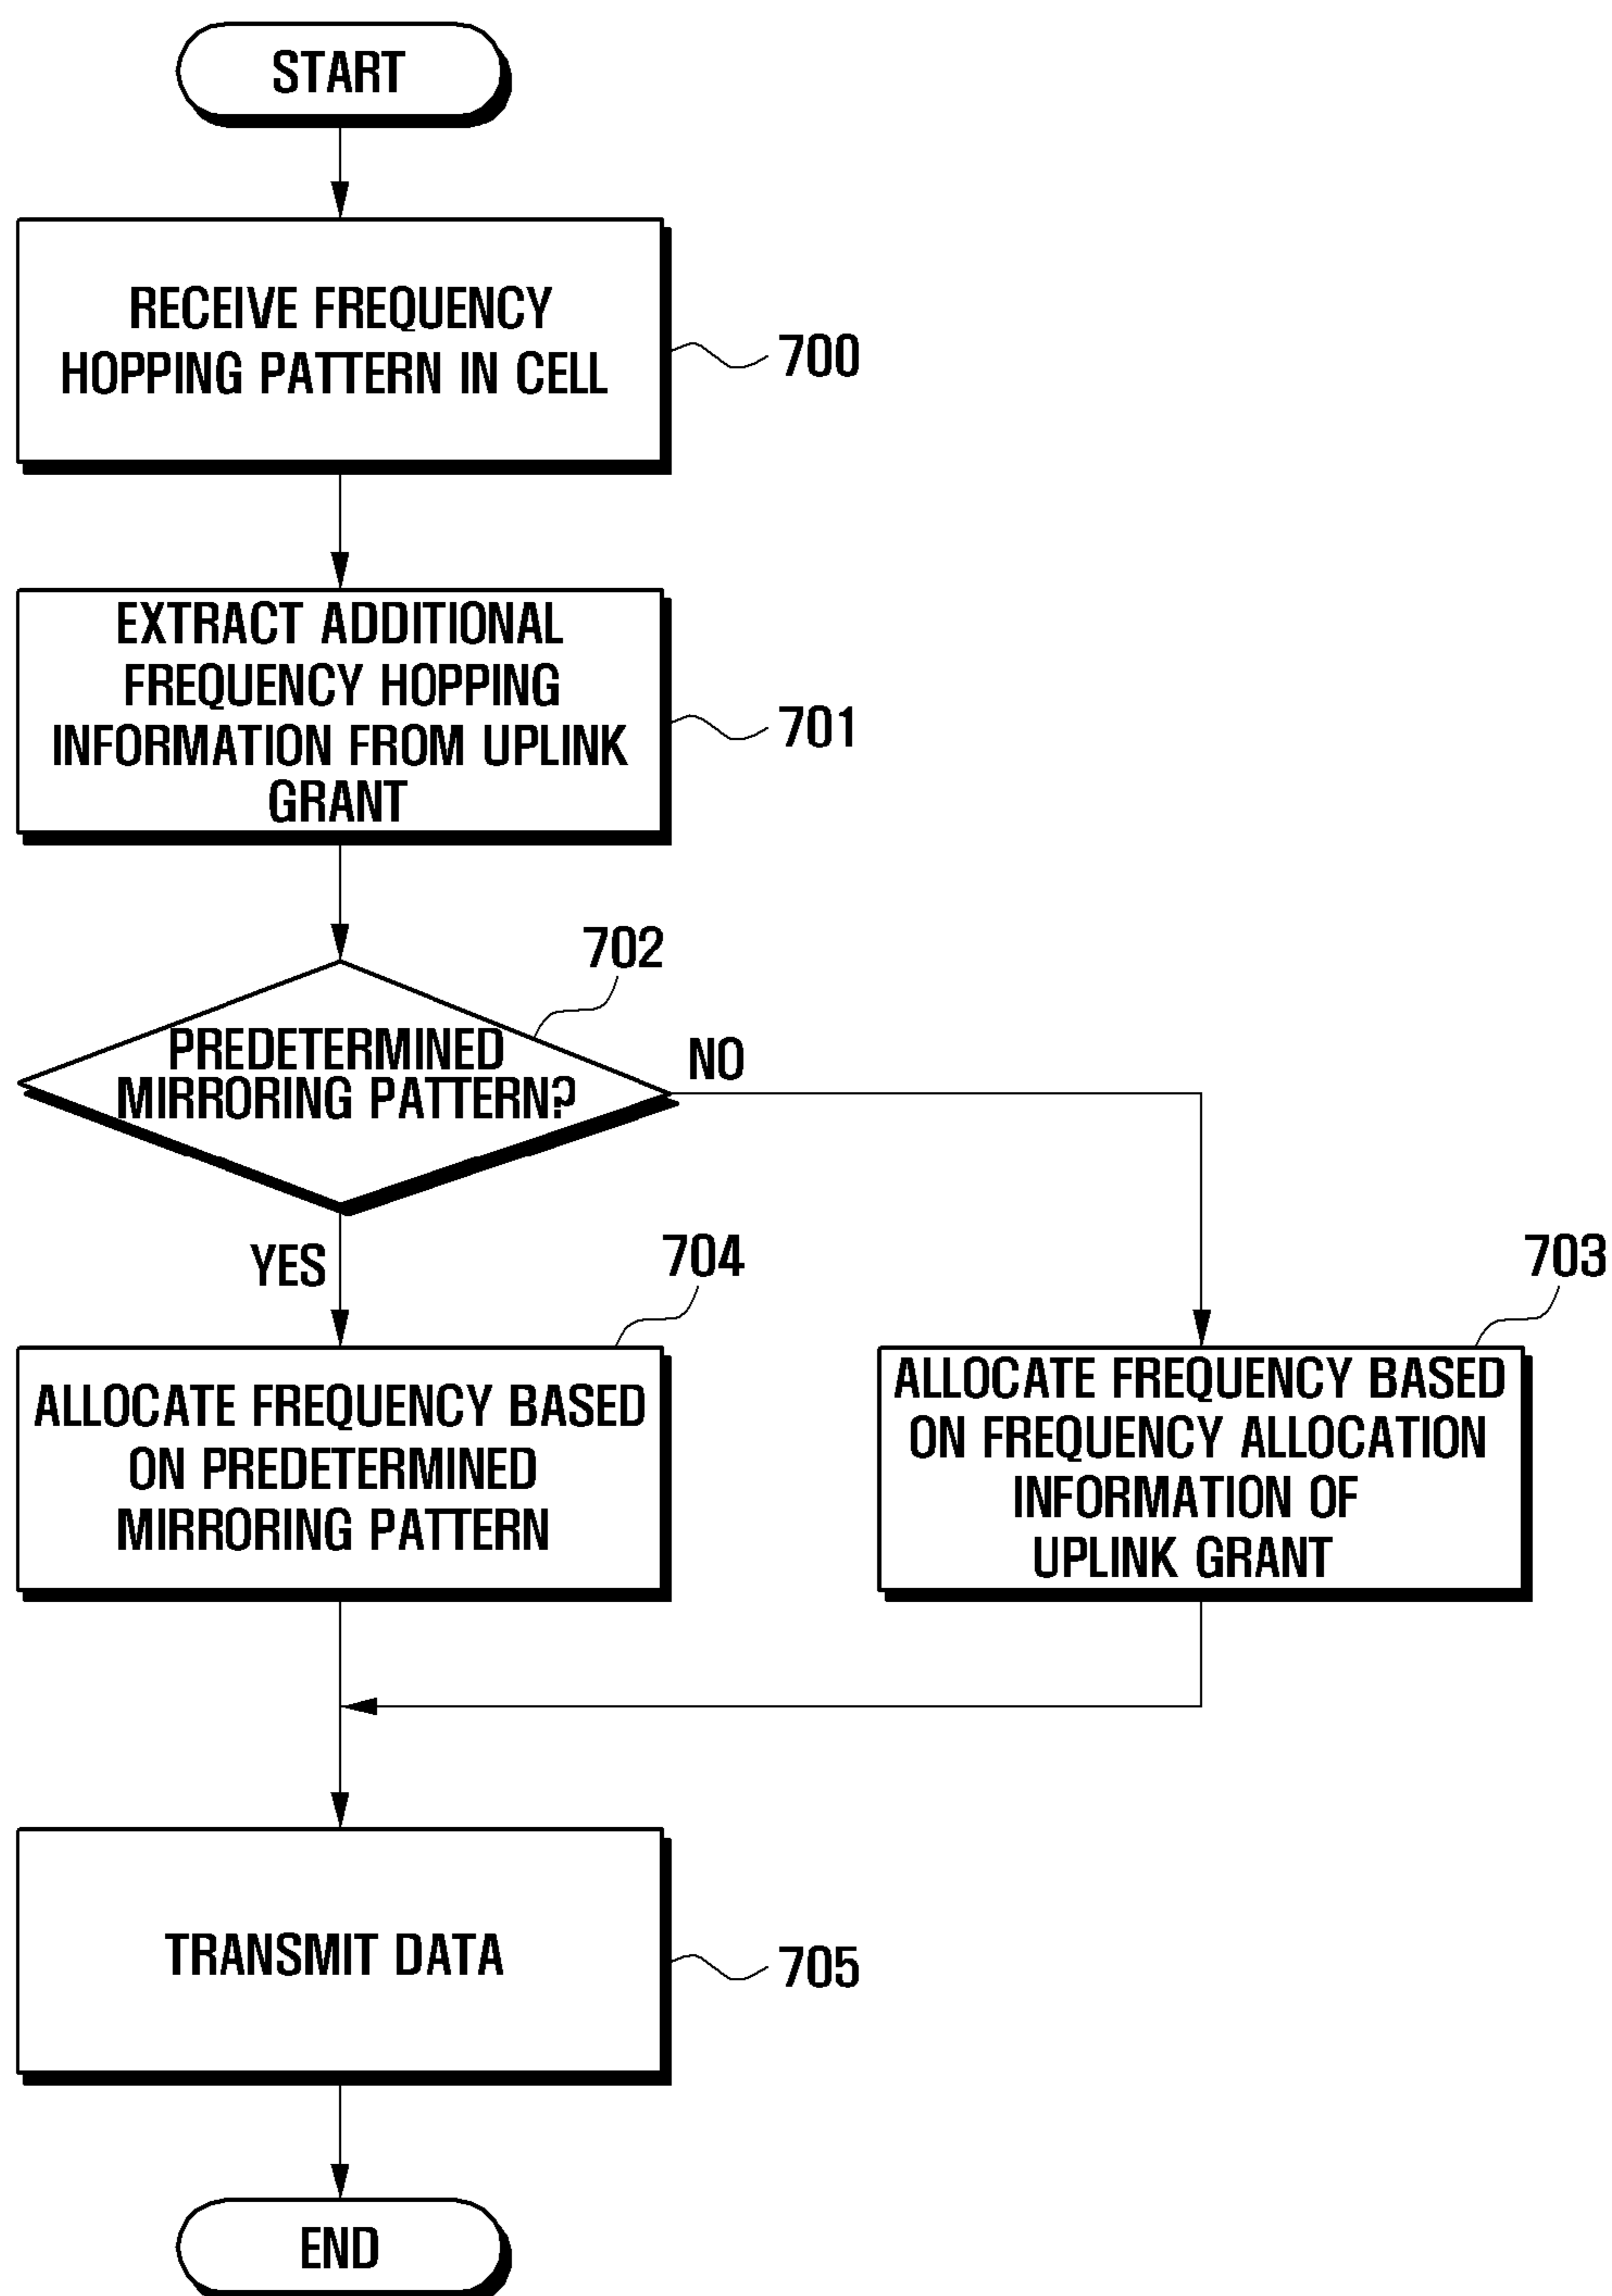 START
RECEIVE FREQUENCY
HOPPING PATTERN IN CELL
700
EXTRACT ADDITIONAL
FREQUENCY HOPPING
INFORMATION FROM UPLINK
GRANT
701
702
PREDETERMINED
MIRRORING PATTERN?
NO
YES
704
703
ALLOCATE FREQUENCY BASED
ON PREDETERMINED
MIRRORING PATTERN
ALLOCATE FREQUENCY BASED
ON FREQUENCY ALLOCATION
INFORMATION OF
UPLINK GRANT
TRANSMIT DATA
705
END